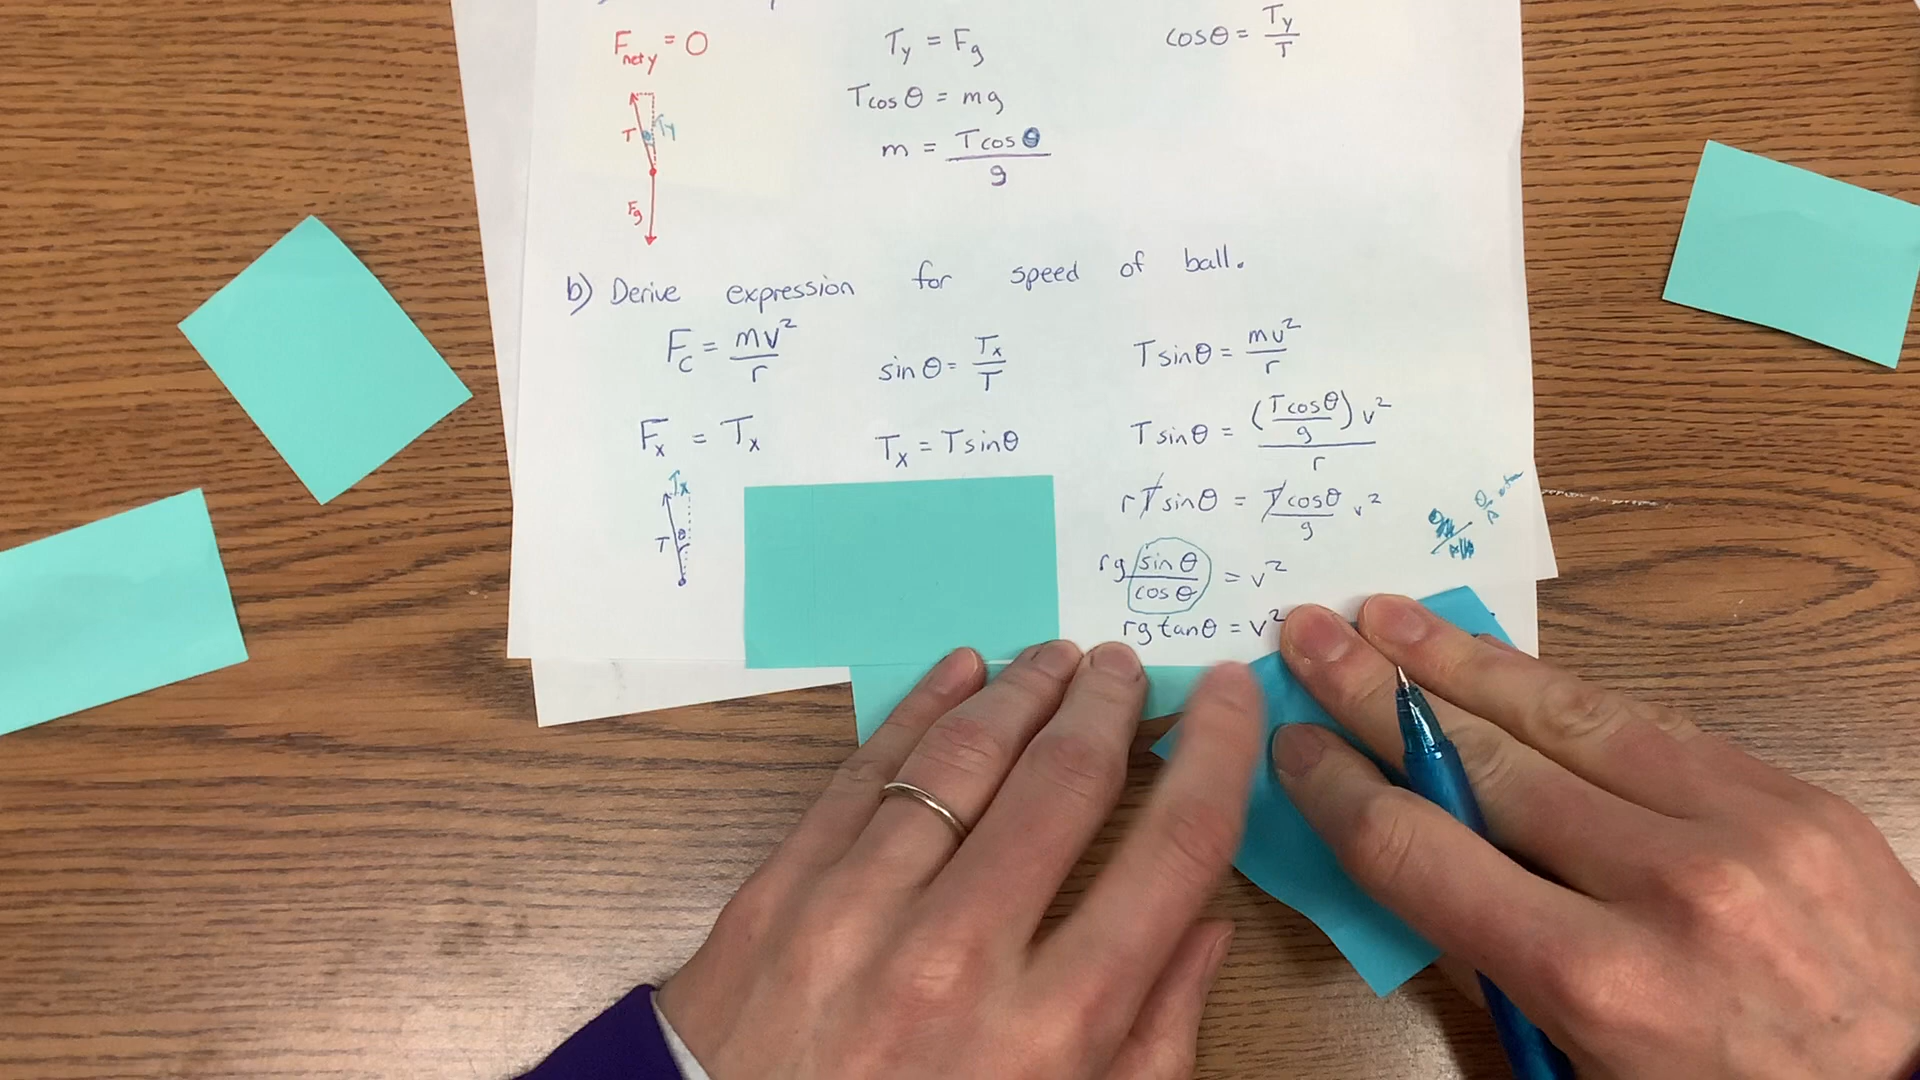 F_net y = 0
T_y = F_g
cosθ = T_y/T
Tcosθ = mg
m = Tcosθ/g
T
T_y
F_g
b) Derive expression for speed of ball.
F_c = mv²/r
sinθ = T_x/T
Tsinθ = mv²/r
F_x = T_x
T_x = Tsinθ
Tsinθ = (Tcosθ/g)v²/r
T_x
T
θ
rTsinθ = Tcosθ/g v²
rg sinθ/cosθ = v²
rg tanθ = v²